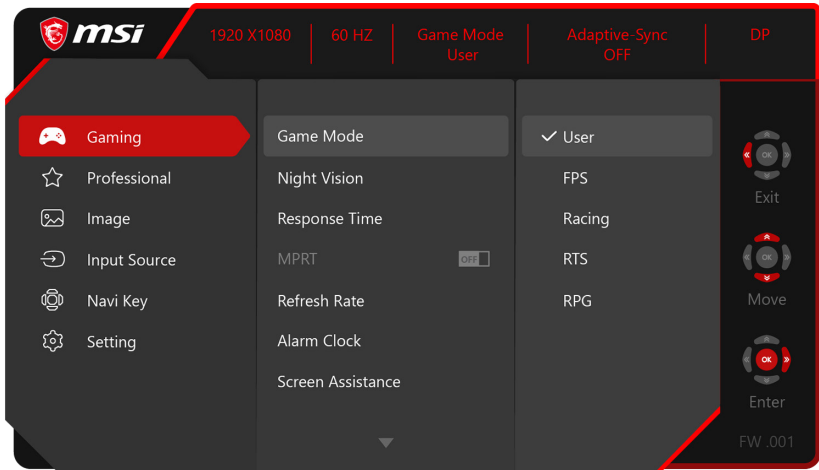 msi
1920 X1080
60 HZ
Game Mode
User
Adaptive-Sync
OFF
DP
Gaming
Professional
Image
Input Source
Navi Key
Setting
Game Mode
Night Vision
Response Time
MPRT
OFF
Refresh Rate
Alarm Clock
Screen Assistance
User
FPS
Racing
RTS
RPG
OK
Exit
OK
Move
OK
Enter
FW .001